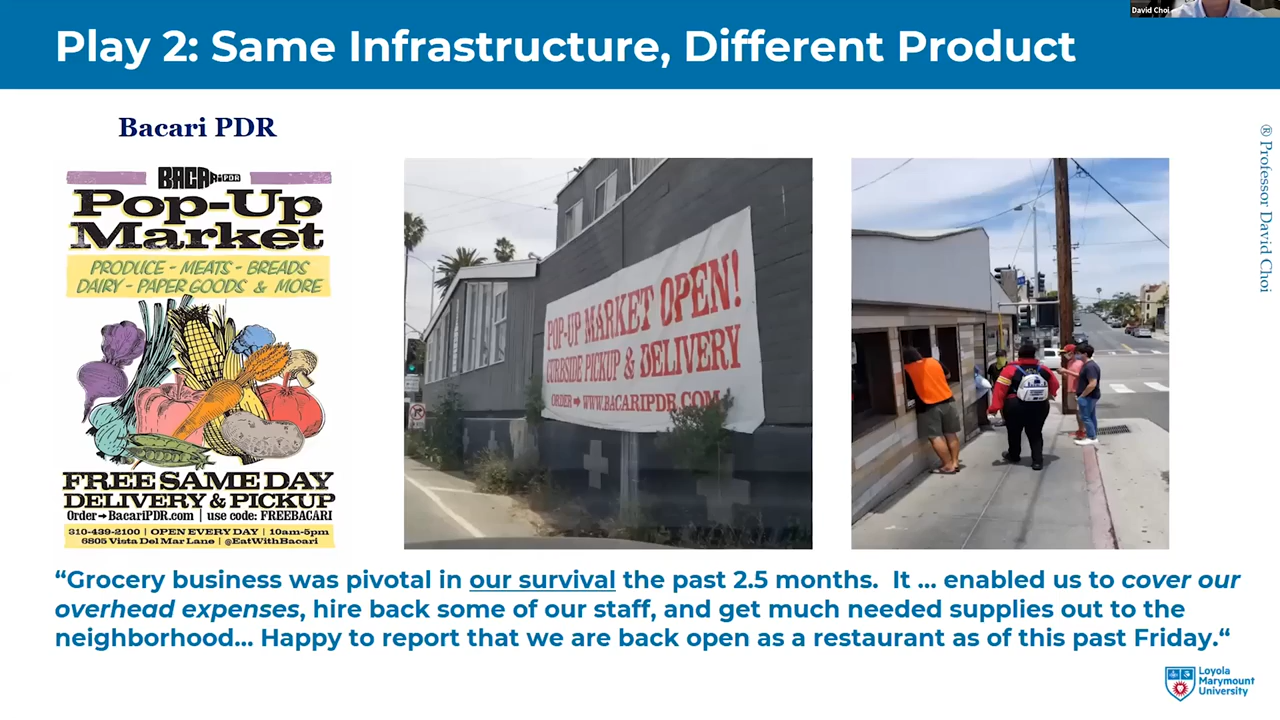 David Choi
Play 2: Same Infrastructure, Different Product
Bacari PDR
BACARIPDR
Pop-Up
Market
PRODUCE - MEATS - BREADS
DAIRY - PAPER GOODS & MORE
FREE SAME DAY
DELIVERY & PICKUP
Order→BacariPDR.com | use code: FREEBACARI
310-439-2100 | OPEN EVERY DAY | 10am-5pm
6805 Vista Del Mar Lane | @EatWithBacari
POP-UP MARKET OPEN!
CURBSIDE PICKUP & DELIVERY
ORDER → WWW.BACARIPDR.COM
® Professor David Choi
“Grocery business was pivotal in our survival the past 2.5 months.  It ... enabled us to cover our
overhead expenses, hire back some of our staff, and get much needed supplies out to the
neighborhood... Happy to report that we are back open as a restaurant as of this past Friday.“
Loyola
Marymount
University